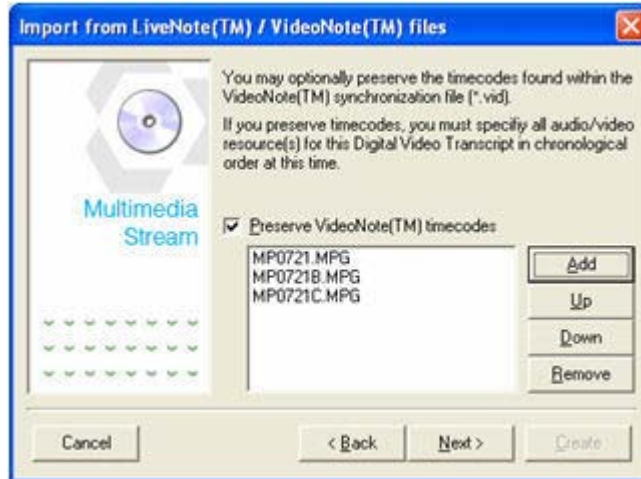 Import from LiveNote(TM) / VideoNote(TM) files
You may optionally preserve the timecodes found within the
VideoNote(TM) synchronization file (*.vid).
If you preserve timecodes, you must specifiy all audio/video
resource(s) for this Digital Video Transcript in chronological
order at this time.
Multimedia
Stream
Preserve VideoNote(TM) timecodes
MP0721.MPG
MP0721B.MPG
MP0721C.MPG
Add
Up
Down
Remove
Cancel
< Back
Next >
Create